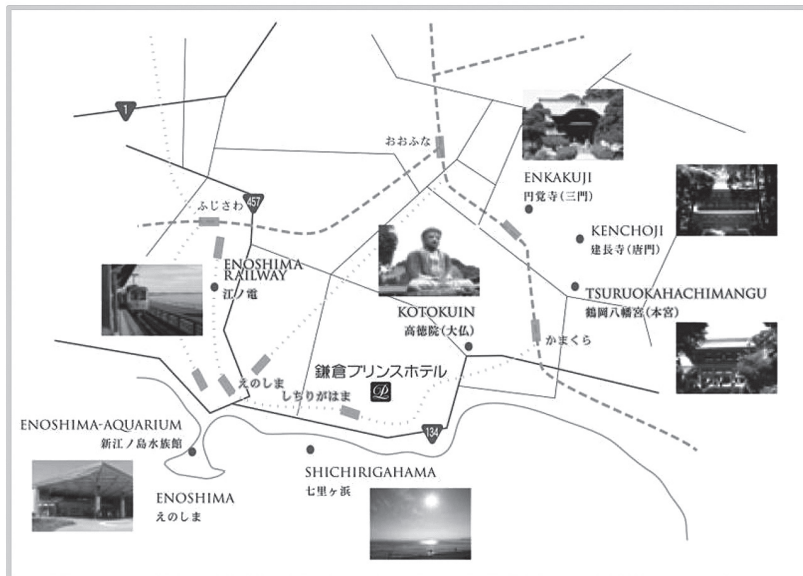 1
おおふな
ENKAKUJI
円覚寺(三門)
457
ふじさわ
KENCHOJI
建長寺(唐門)
ENOSHIMA
RAILWAY
江ノ電
TSURUOKAHACHIMANGU
鶴岡八幡宮(本宮)
KOTOKUIN
高徳院(大仏)
かまくら
鎌倉プリンスホテル
P
えのしま
しちりがはま
134
ENOSHIMA-AQUARIUM
新江ノ島水族館
SHICHIRIGAHAMA
七里ヶ浜
ENOSHIMA
えのしま